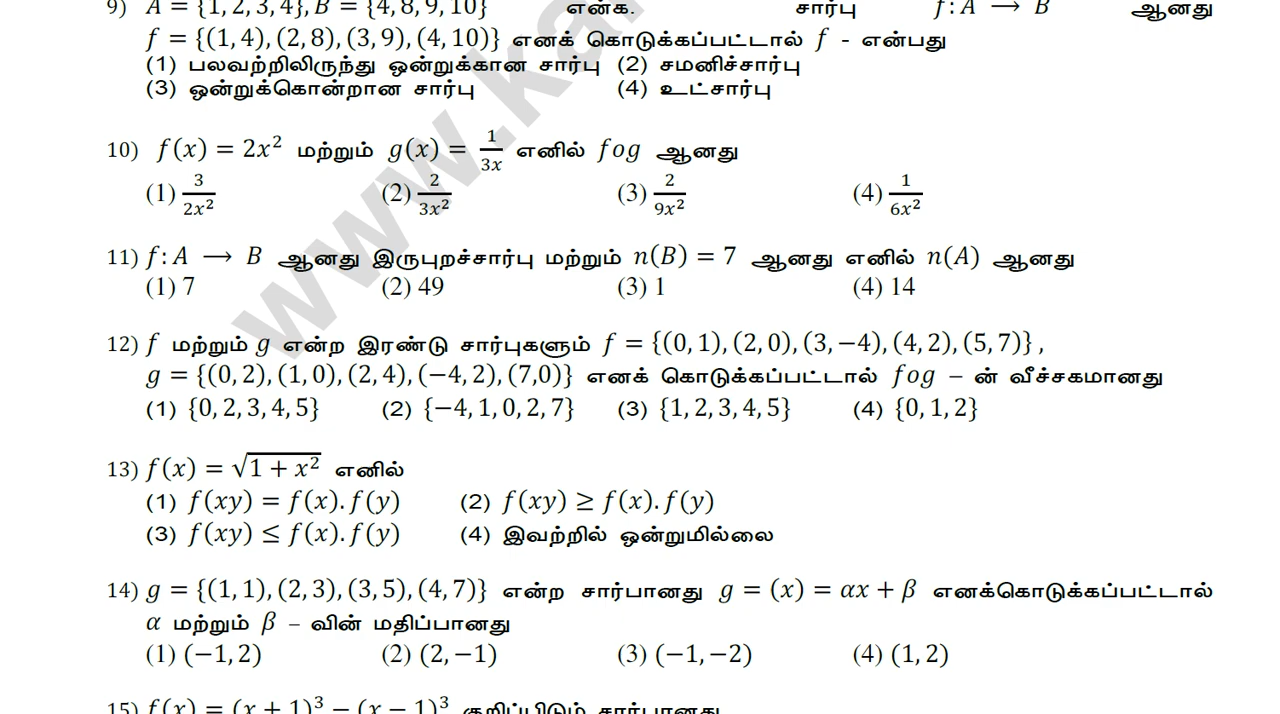 9) A = {1, 2, 3, 4}, B = {4, 8, 9, 10} என்க. சார்பு f: A ⟶ B ஆனது
f = {(1, 4), (2, 8), (3, 9), (4, 10)} எனக் கொடுக்கப்பட்டால் f - என்பது
(1) பலவற்றிலிருந்து ஒன்றுக்கான சார்பு (2) சமனிச்சார்பு
(3) ஒன்றுக்கொன்றான சார்பு (4) உட்சார்பு
10) f(x) = 2x² மற்றும் g(x) = 1/3x எனில் fog ஆனது
(1) 3/2x² (2) 2/3x² (3) 2/9x² (4) 1/6x²
11) f: A ⟶ B ஆனது இருபுறச்சார்பு மற்றும் n(B) = 7 ஆனது எனில் n(A) ஆனது
(1) 7 (2) 49 (3) 1 (4) 14
12) f மற்றும் g என்ற இரண்டு சார்புகளும் f = {(0, 1), (2, 0), (3, −4), (4, 2), (5, 7)} ,
g = {(0, 2), (1, 0), (2, 4), (−4, 2), (7,0)} எனக் கொடுக்கப்பட்டால் fog – ன் வீச்சகமானது
(1) {0, 2, 3, 4, 5} (2) {−4, 1, 0, 2, 7} (3) {1, 2, 3, 4, 5} (4) {0, 1, 2}
13) f(x) = √1 + x² எனில்
(1) f(xy) = f(x). f(y) (2) f(xy) ≥ f(x). f(y)
(3) f(xy) ≤ f(x). f(y) (4) இவற்றில் ஒன்றுமில்லை
14) g = {(1, 1), (2, 3), (3, 5), (4, 7)} என்ற சார்பானது g = (x) = αx + β எனக்கொடுக்கப்பட்டால்
α மற்றும் β – வின் மதிப்பானது
(1) (−1, 2) (2) (2, −1) (3) (−1, −2) (4) (1, 2)
15) f(x) = (x + 1)³ − (x − 1)³ குறிப்பிடும் சார்பானது
www.ka